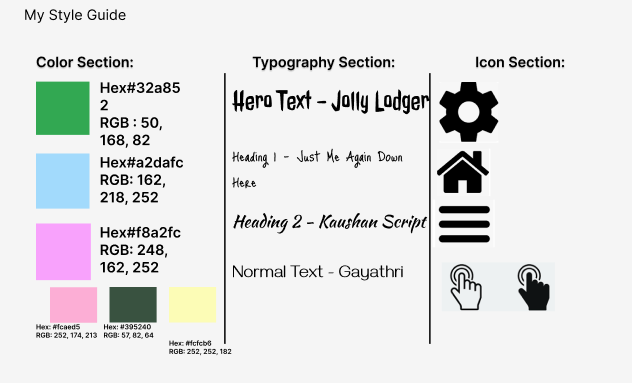 My Style Guide
Color Section:
Hex#32a85
2
RGB : 50,
168, 82
Hex#a2dafc
RGB: 162,
218, 252
Hex#f8a2fc
RGB: 248,
162, 252
Hex: #fcaed5
RGB: 252, 174, 213
Hex: #395240
RGB: 57, 82, 64
Hex: #fcfcb6
RGB: 252, 252, 182
Typography Section:
Hero Text - Jolly Lodger
Heading 1 - Just Me Again Down
Here
Heading 2 - Kaushan Script
Normal Text - Gayathri
Icon Section: